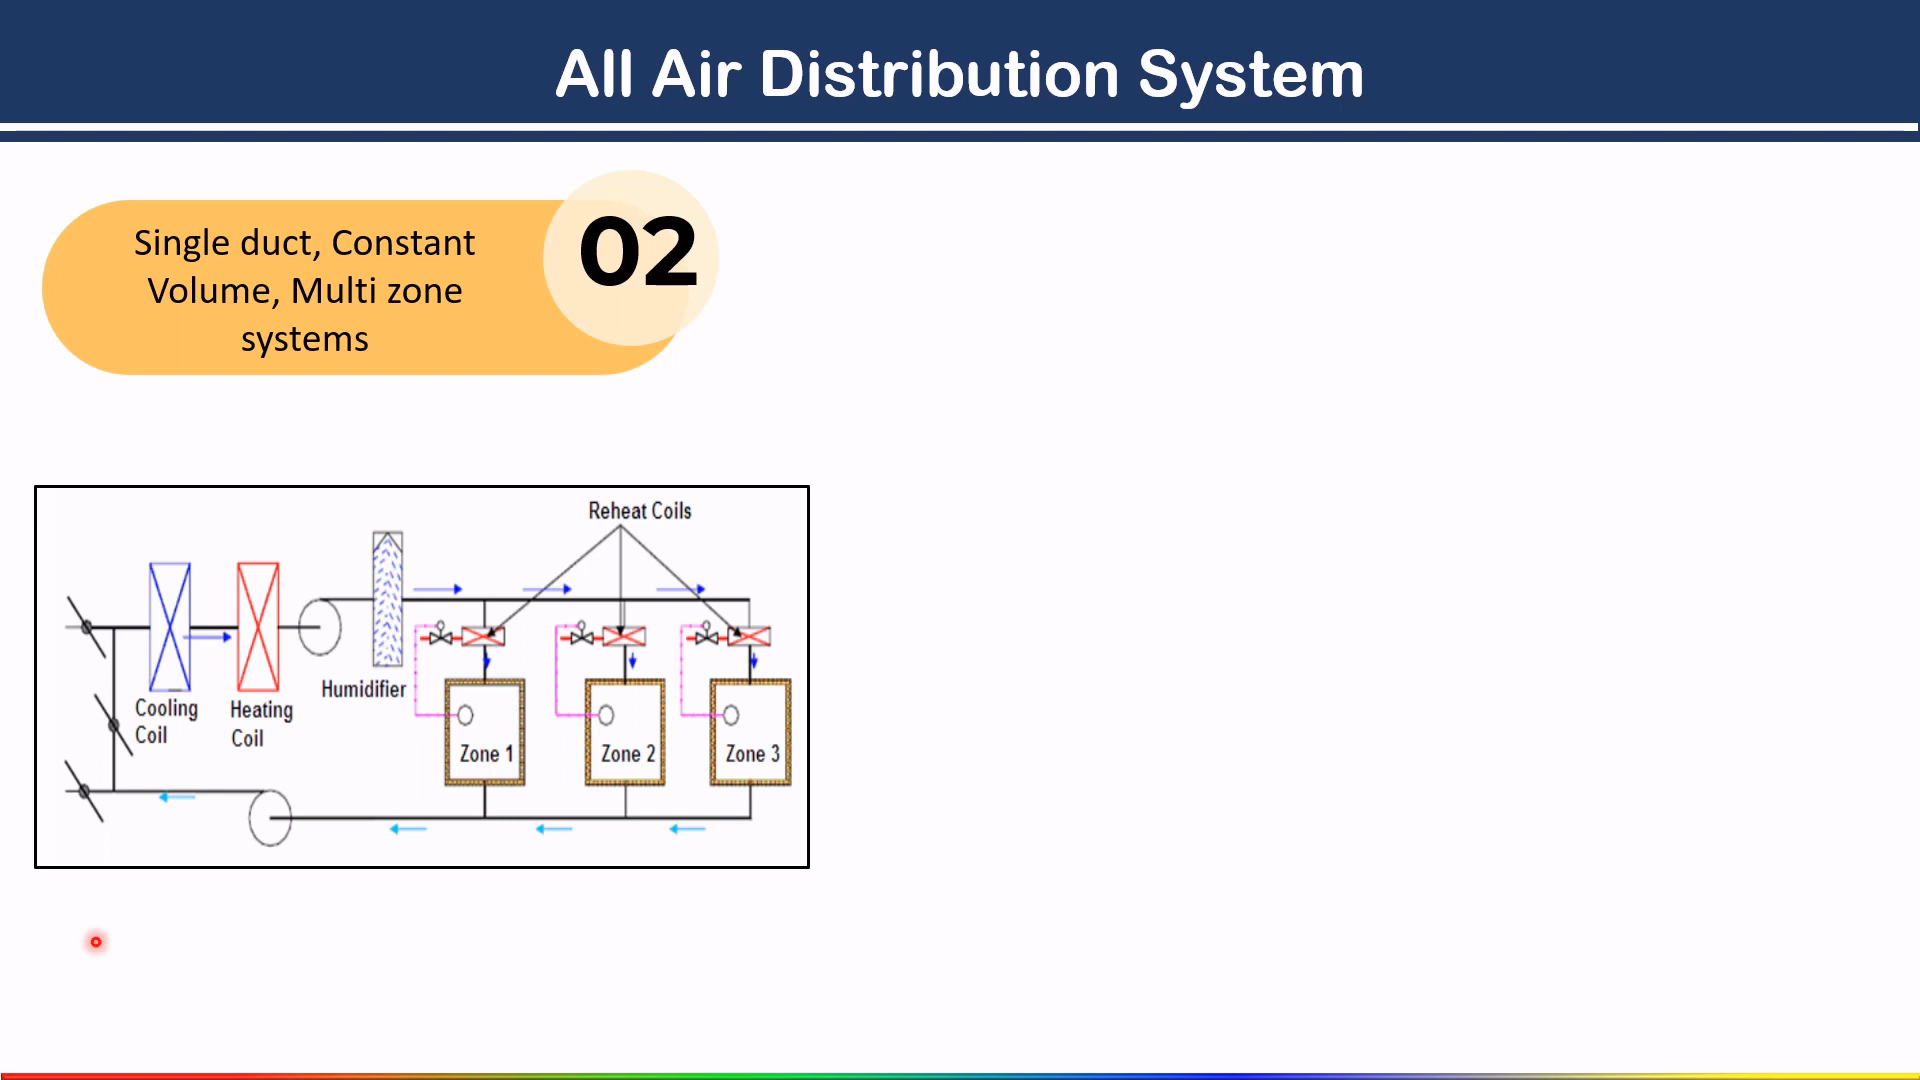 All Air Distribution System
Single duct, Constant
Volume, Multi zone
systems
02
Reheat Coils
Cooling
Coil
Heating
Coil
Humidifier
Zone 1
Zone 2
Zone 3